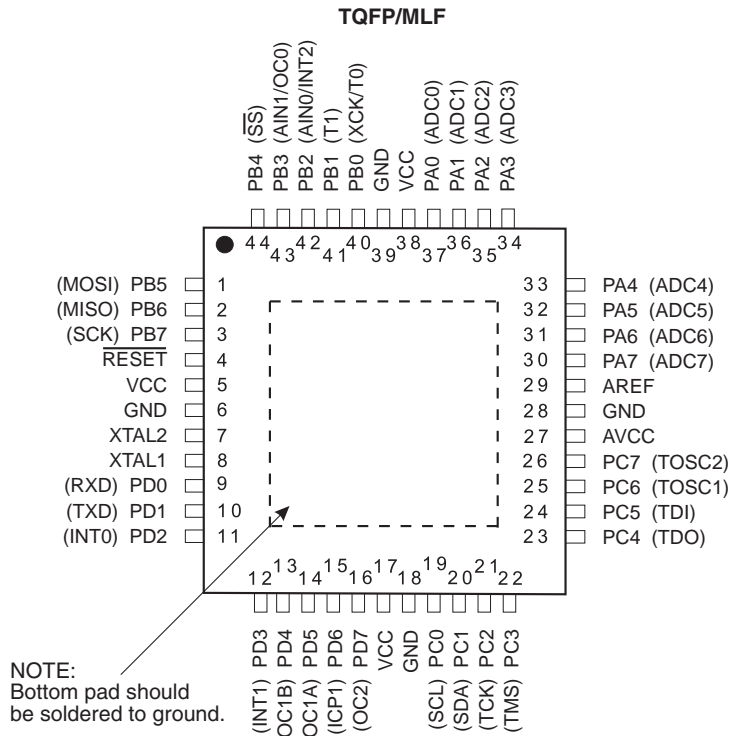 TQFP/MLF
PB4 (SS)
PB3 (AIN1/OC0)
PB2 (AIN0/INT2)
PB1 (T1)
PB0 (XCK/T0)
GND
VCC
PA0 (ADC0)
PA1 (ADC1)
PA2 (ADC2)
PA3 (ADC3)
44 43 42 41 40 39 38 37 36 35 34
(MOSI) PB5 1
(MISO) PB6 2
(SCK) PB7 3
RESET 4
VCC 5
GND 6
XTAL2 7
XTAL1 8
(RXD) PD0 9
(TXD) PD1 10
(INT0) PD2 11
33 PA4 (ADC4)
32 PA5 (ADC5)
31 PA6 (ADC6)
30 PA7 (ADC7)
29 AREF
28 GND
27 AVCC
26 PC7 (TOSC2)
25 PC6 (TOSC1)
24 PC5 (TDI)
23 PC4 (TDO)
12 13 14 15 16 17 18 19 20 21 22
(INT1) PD3
OC1B) PD4
OC1A) PD5
(ICP1) PD6
(OC2) PD7
VCC
GND
(SCL) PC0
(SDA) PC1
(TCK) PC2
(TMS) PC3
NOTE:
Bottom pad should
be soldered to ground.